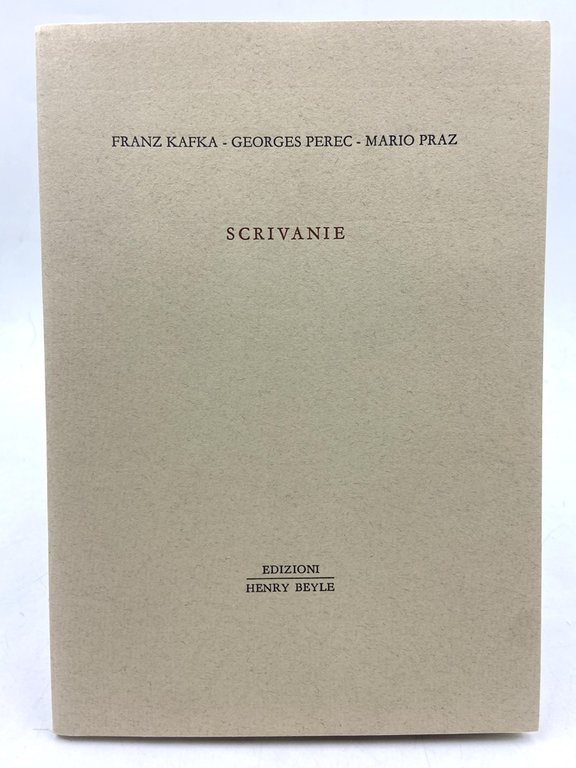 FRANZ KAFKA - GEORGES PEREC - MARIO PRAZ
SCRIVANIE
EDIZIONI
HENRY BEYLE